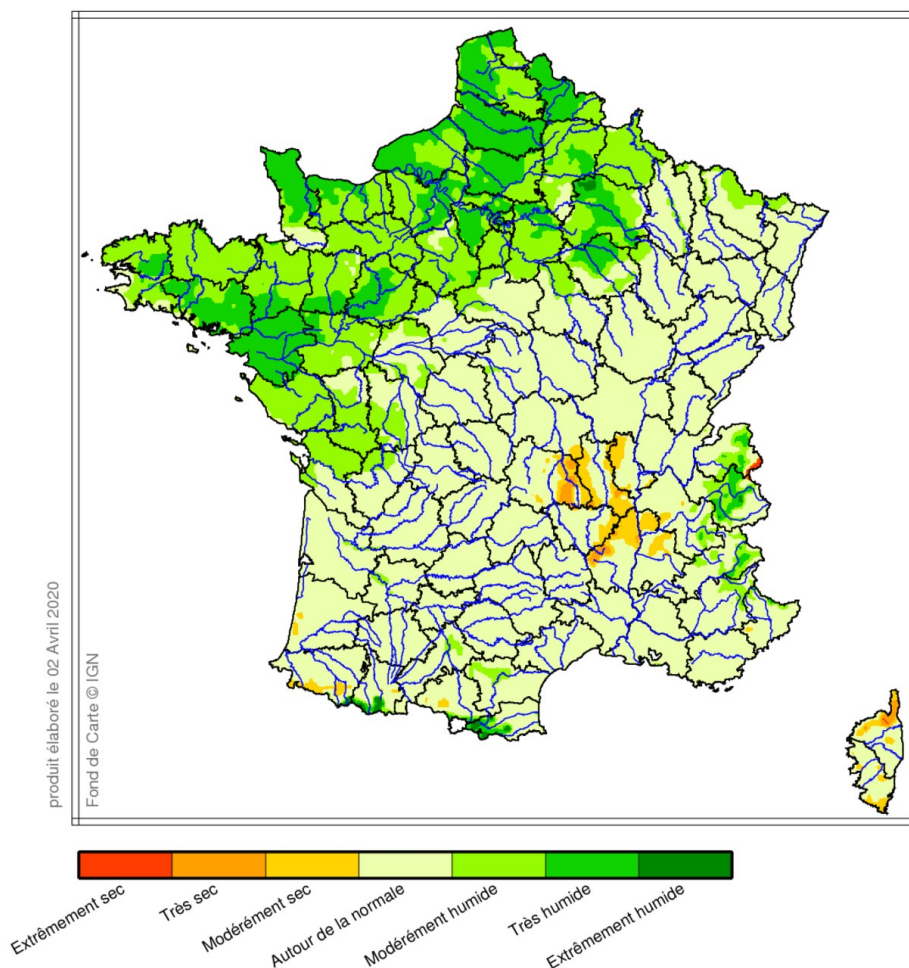 produit élaboré le 02 Avril 2020
Fond de Carte © IGN
Extrêmement sec
Très sec
Modérément sec
Autour de la normale
Modérément humide
Très humide
Extrêmement humide